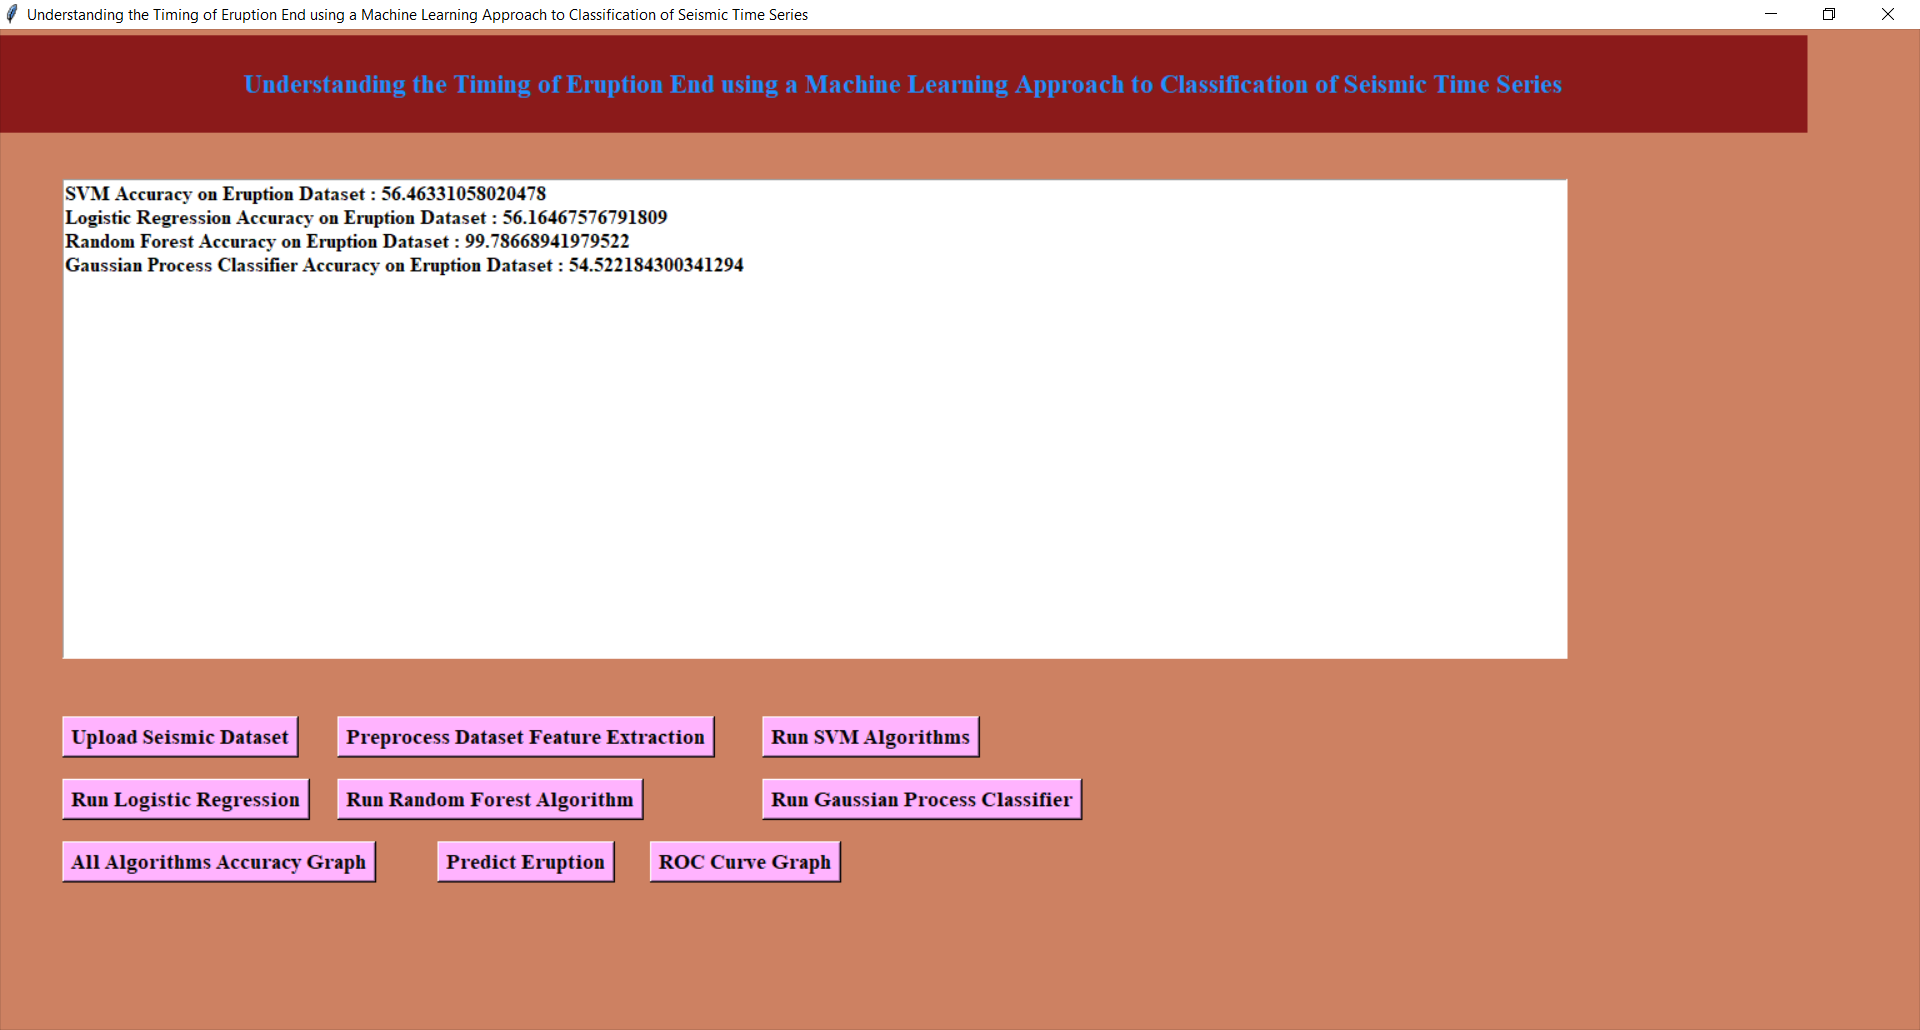 Understanding the Timing of Eruption End using a Machine Learning Approach to Classification of Seismic Time Series
Understanding the Timing of Eruption End using a Machine Learning Approach to Classification of Seismic Time Series
SVM Accuracy on Eruption Dataset : 56.46331058020478
Logistic Regression Accuracy on Eruption Dataset : 56.16467576791809
Random Forest Accuracy on Eruption Dataset : 99.78668941979522
Gaussian Process Classifier Accuracy on Eruption Dataset : 54.522184300341294
Upload Seismic Dataset Preprocess Dataset Feature Extraction Run SVM Algorithms
Run Logistic Regression Run Random Forest Algorithm Run Gaussian Process Classifier
All Algorithms Accuracy Graph Predict Eruption ROC Curve Graph